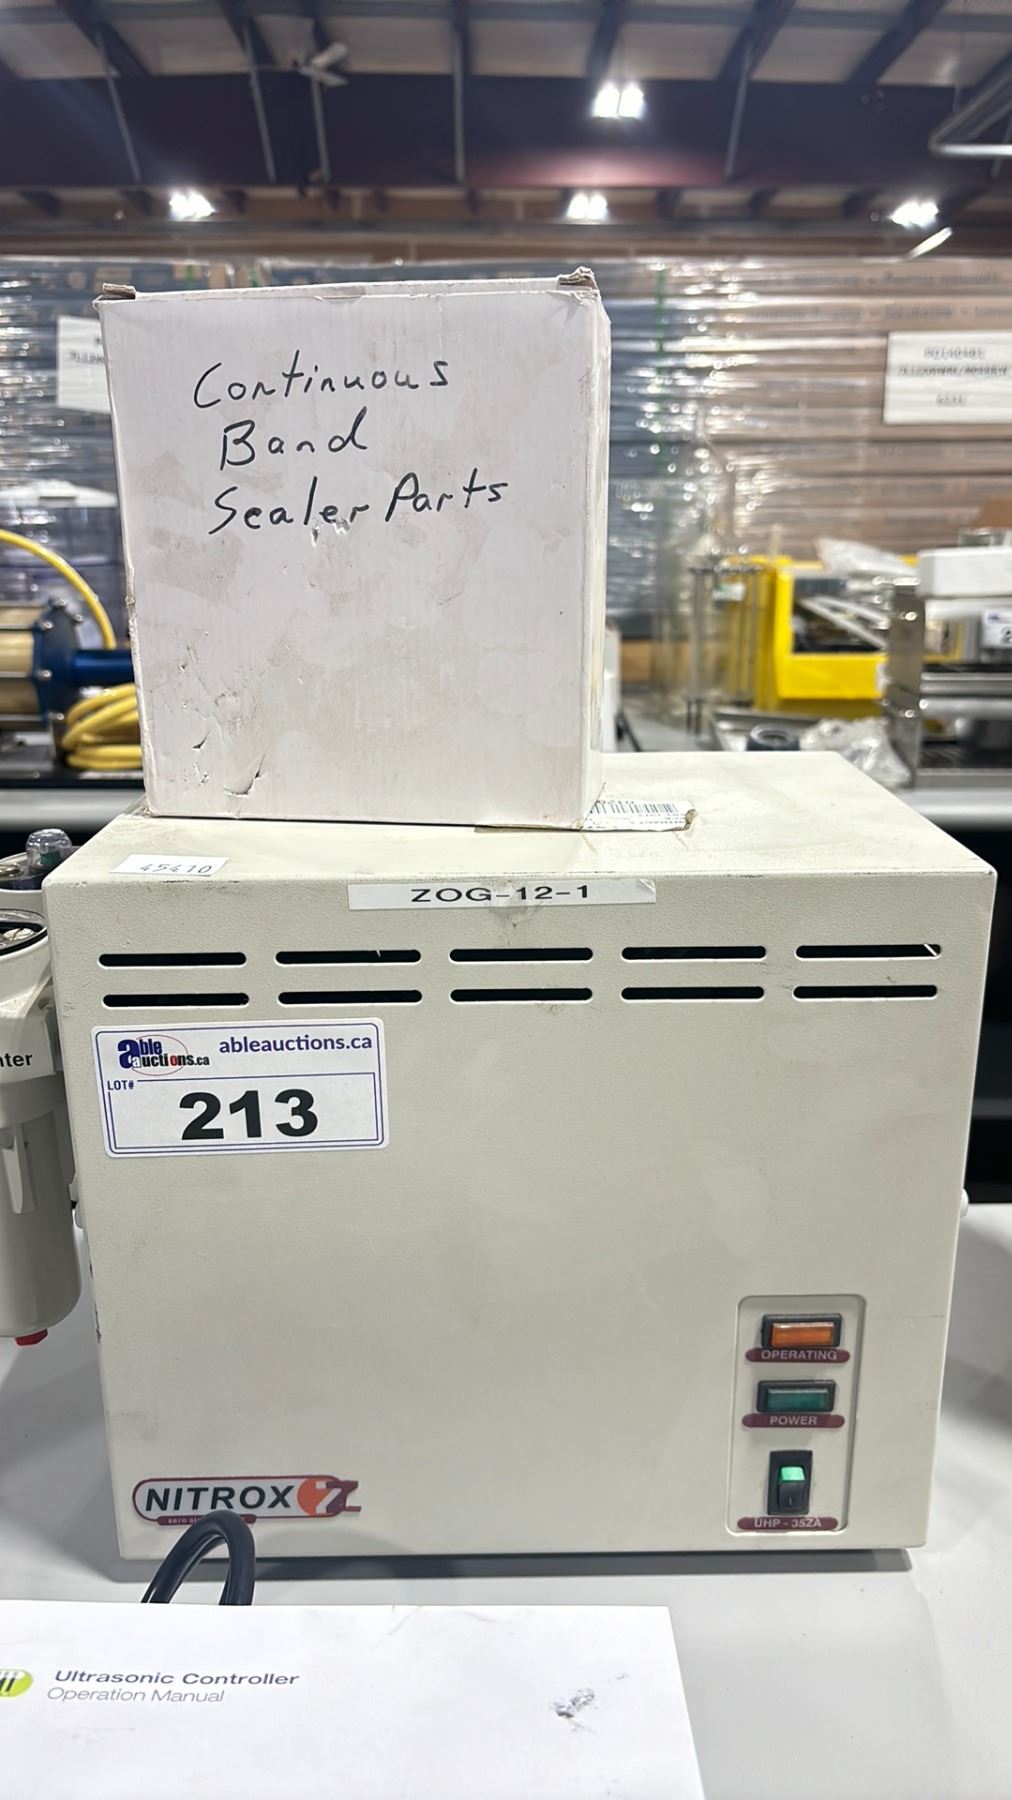 Continuous
Band
Sealer Parts
45410
ZOG-12-1
able
auctions.ca
ableauctions.ca
LOT#
213
OPERATING
POWER
UHP - 35ZA
NITROX
Ultrasonic Controller
Operation Manual